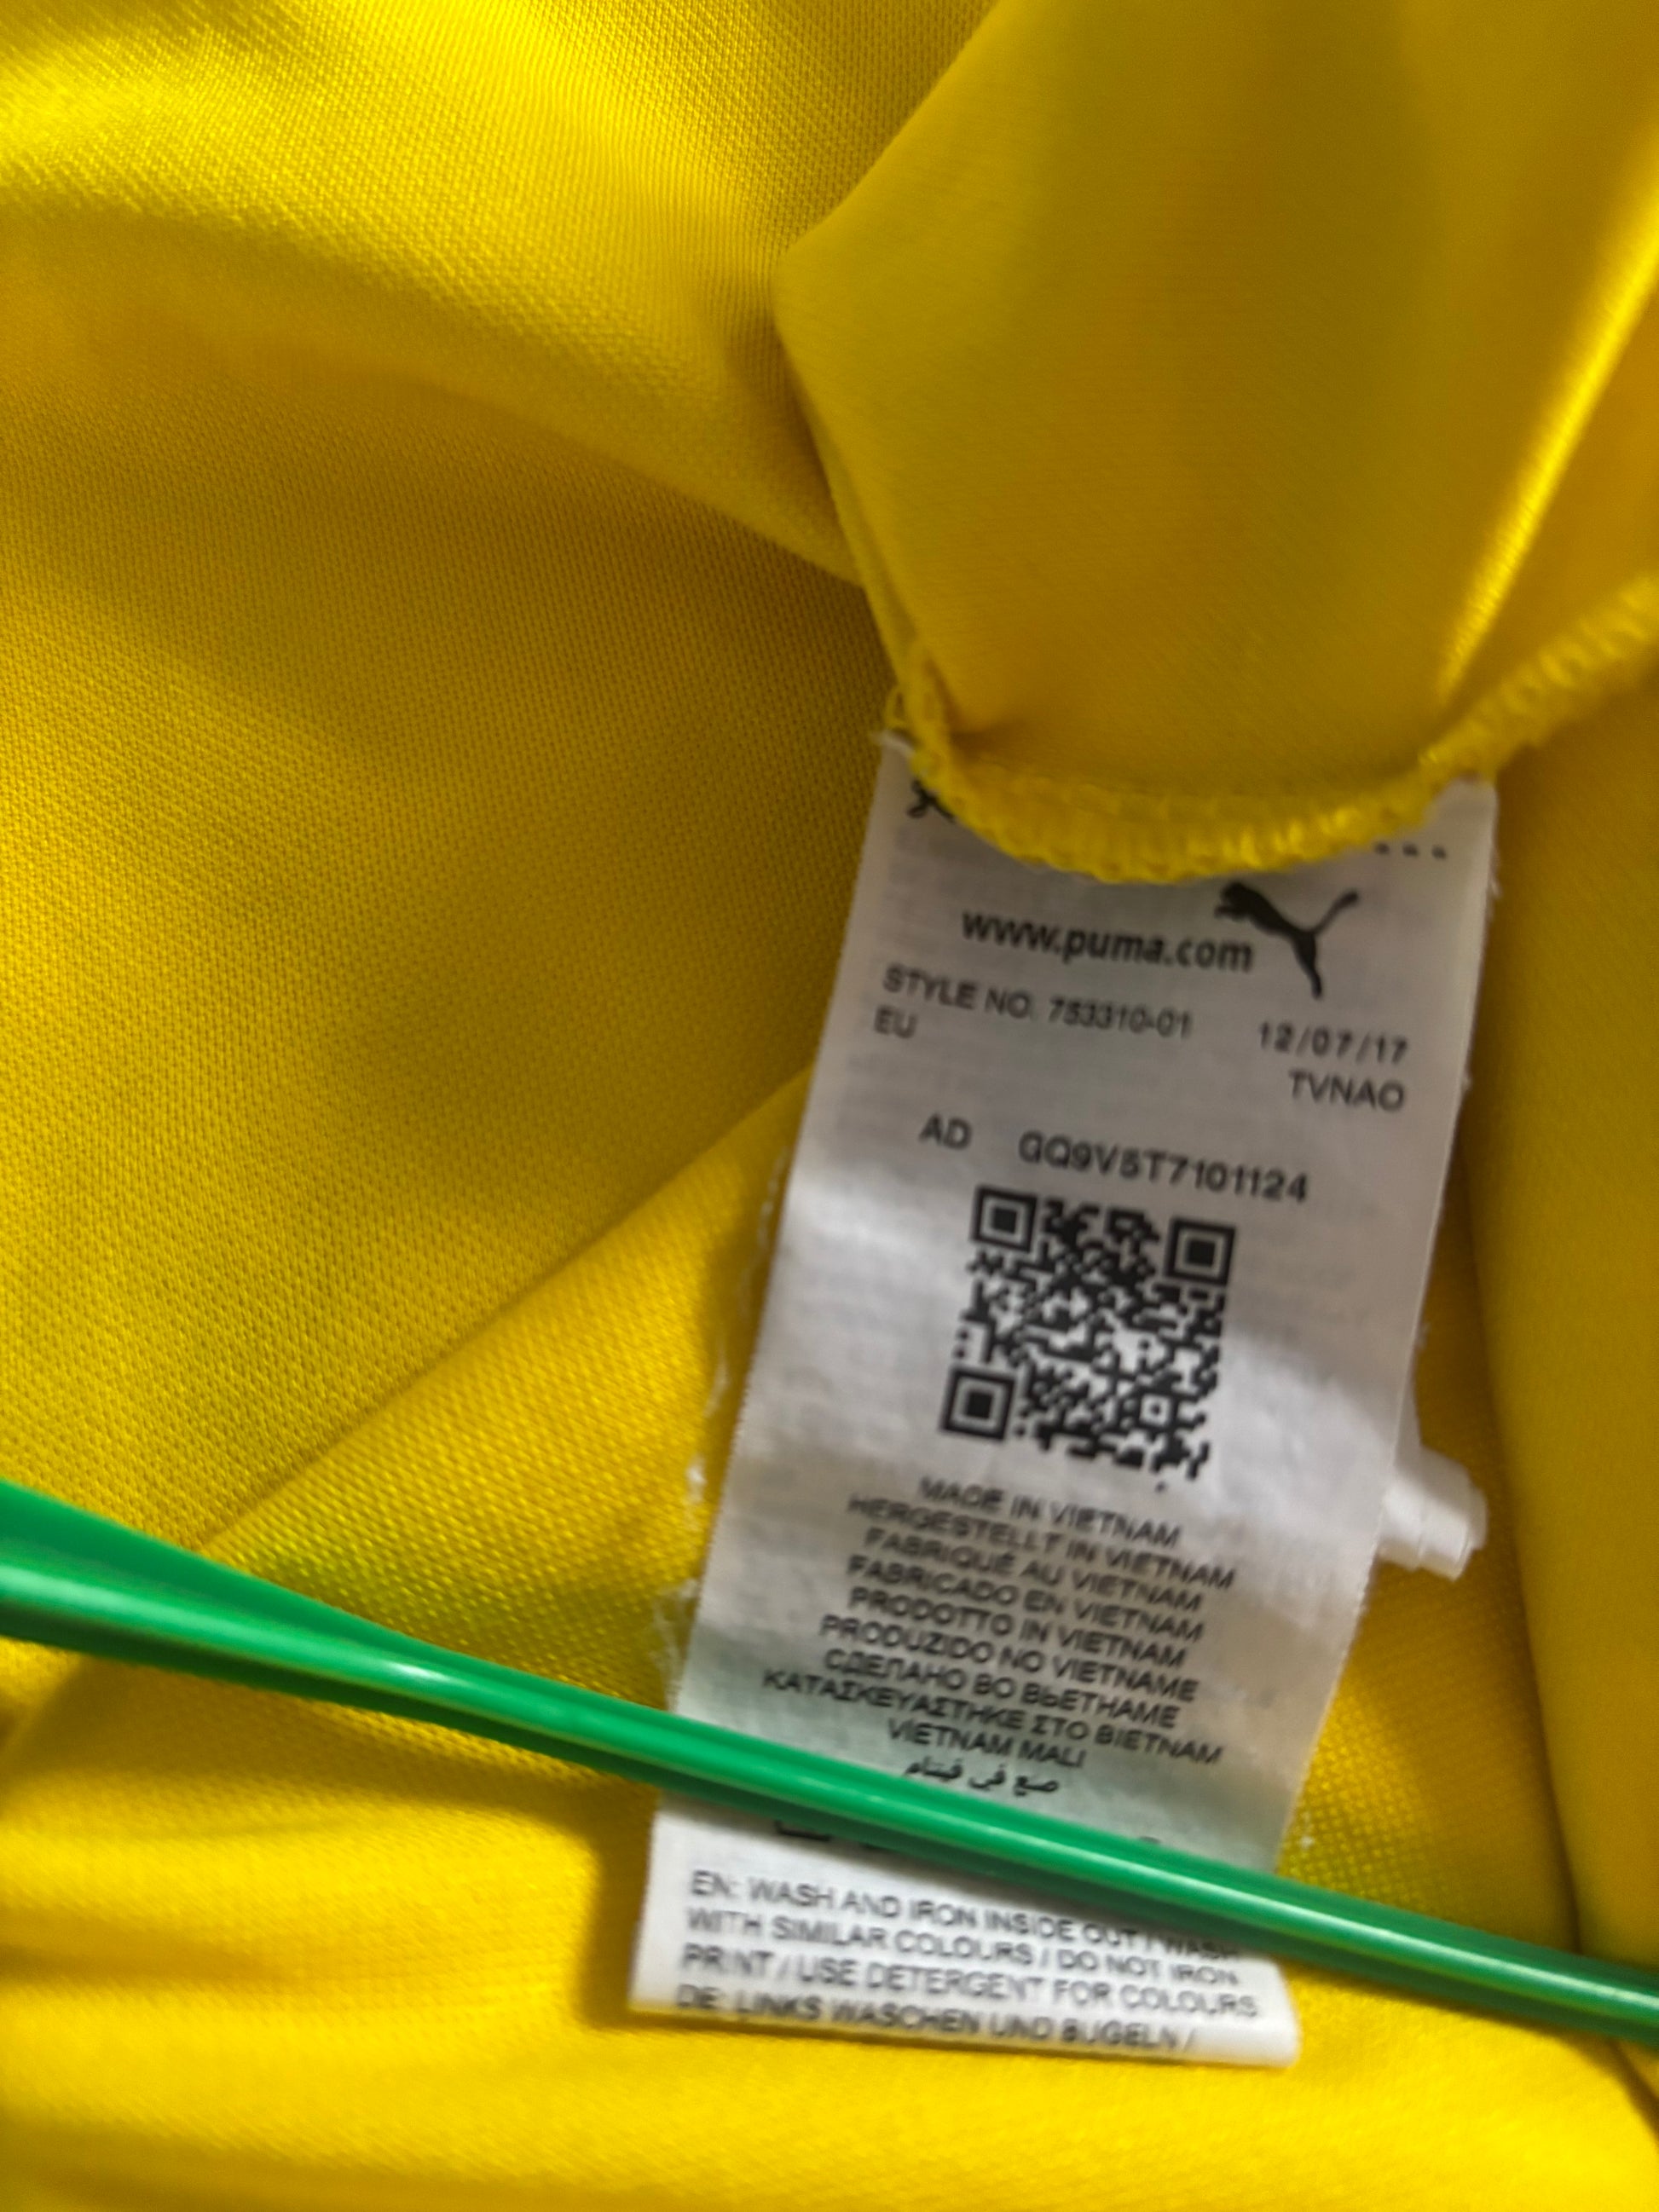 www.puma.com
STYLE NO. 753310-01 12/07/17
EU TVNAO
AD GQ9V5T7101124
MADE IN VIETNAM
HERGESTELLT IN VIETNAM
FABRIQUÉ AU VIETNAM
FABRICADO EN VIETNAM
PRODOTTO IN VIETNAM
PRODUZIDO NO VIETNAME
СДЕЛАНО ВО ВЬЕТНАМЕ
ΚΑΤΑΣΚΕΥΑΣΤΗΚΕ ΣΤΟ ΒΙΕΤΝΑΜ
VIETNAM MALI
صنع في فيتنام
EN: WASH AND IRON INSIDE OUT / WASH
WITH SIMILAR COLOURS / DO NOT IRON
PRINT / USE DETERGENT FOR COLOURS
DE: LINKS WASCHEN UND BÜGELN /